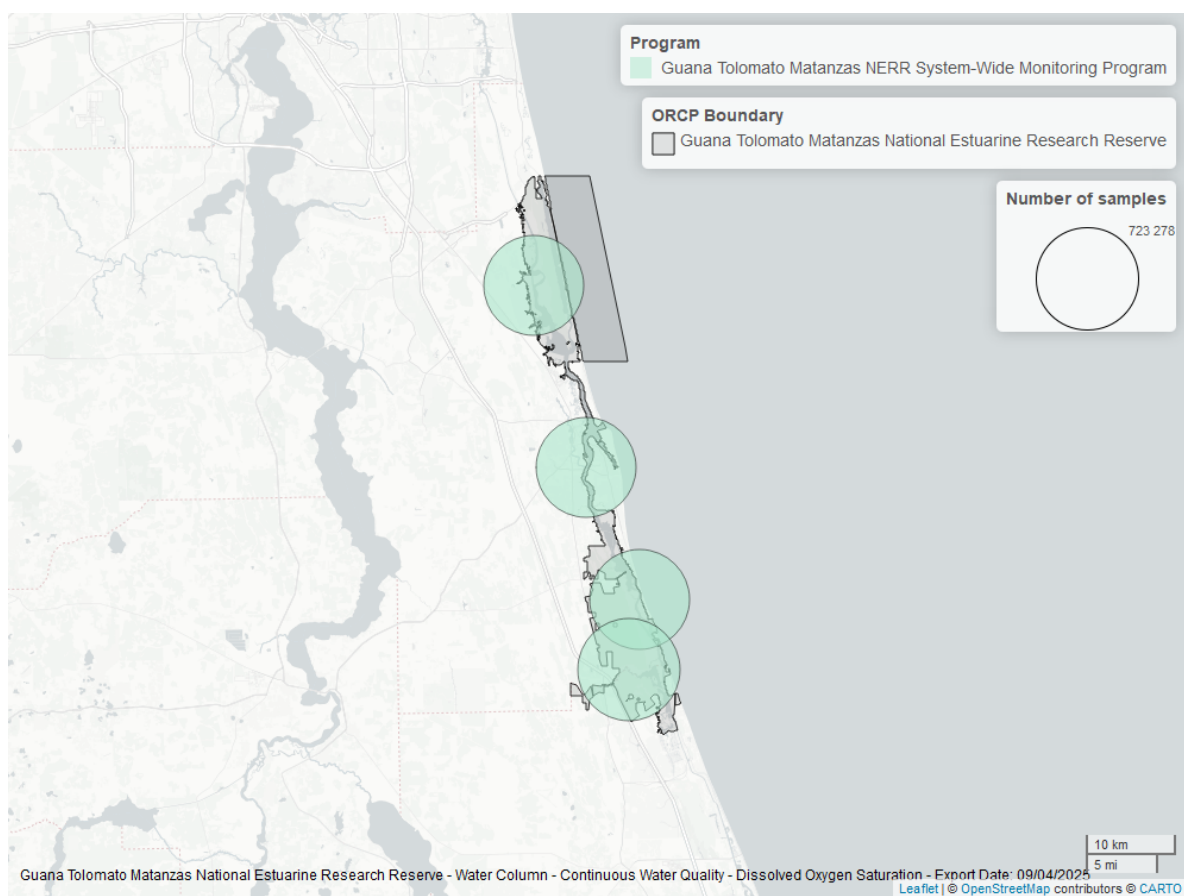 Program
Guana Tolomato Matanzas NERR System-Wide Monitoring Program
ORCP Boundary
Guana Tolomato Matanzas National Estuarine Research Reserve
Number of samples
723 278
10 km
5 mi
Guana Tolomato Matanzas National Estuarine Research Reserve - Water Column - Continuous Water Quality - Dissolved Oxygen Saturation - Export Date: 09/04/2025
Leaflet | © OpenStreetMap contributors © CARTO